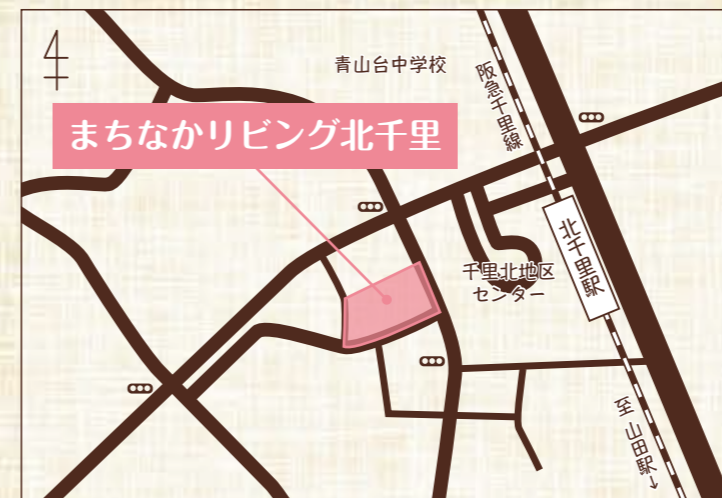 青山台中学校
阪急千里線
まちなかリビング北千里
北千里駅
千里北地区
センター
至 山田駅→